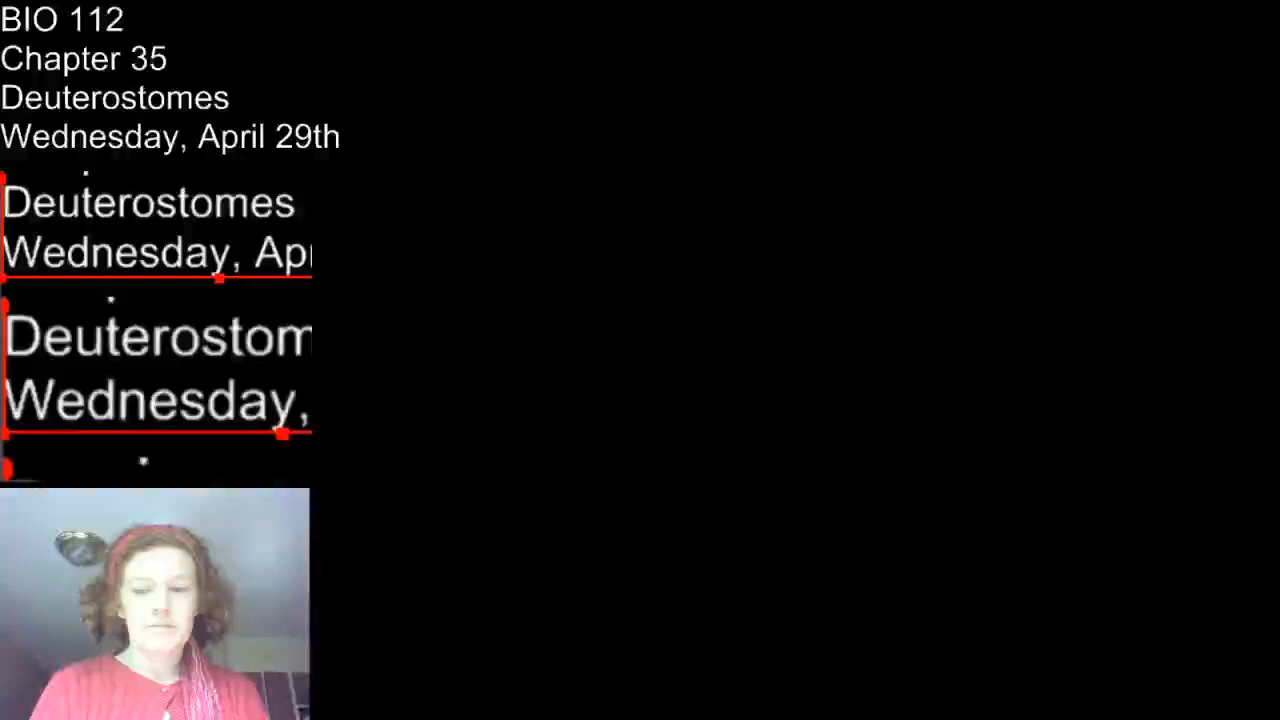 BIO 112
Chapter 35
Deuterostomes
Wednesday, April 29th
Deuterostomes
Wednesday, Apr
Deuterostom
Wednesday,